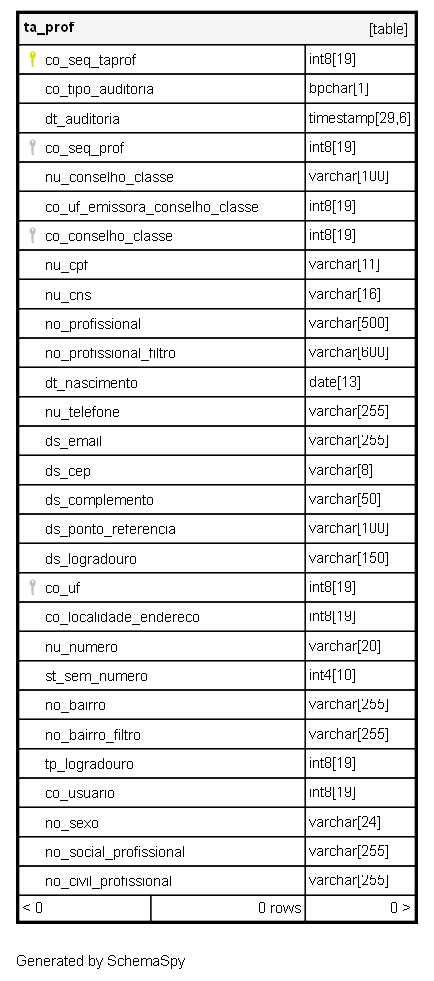 ta_prof [table]
co_seq_taprof int8[19]
co_tipo_auditoria bpchar[1]
dt_auditoria timestamp[29,6]
co_seq_prof int8[19]
nu_conselho_classe varchar[100]
co_uf_emissora_conselho_classe int8[19]
co_conselho_classe int8[19]
nu_cpf varchar[11]
nu_cns varchar[16]
no_profissional varchar[500]
no_profissional_filtro varchar[600]
dt_nascimento date[13]
nu_telefone varchar[255]
ds_email varchar[255]
ds_cep varchar[8]
ds_complemento varchar[50]
ds_ponto_referencia varchar[100]
ds_logradouro varchar[150]
co_uf int8[19]
co_localidade_endereco int8[19]
nu_numero varchar[20]
st_sem_numero int4[10]
no_bairro varchar[255]
no_bairro_filtro varchar[255]
tp_logradouro int8[19]
co_usuario int8[19]
no_sexo varchar[24]
no_social_profissional varchar[255]
no_civil_profissional varchar[255]
< 0 0 rows 0 >
Generated by SchemaSpy